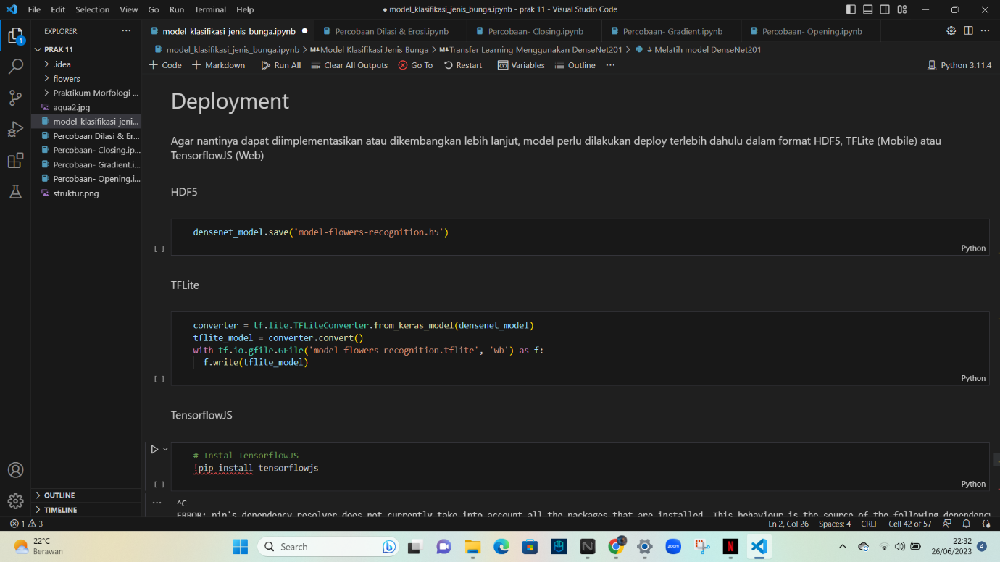 File Edit Selection View Go Run Terminal Help
● model_klasifikasi_jenis_bunga.ipynb - prak 11 - Visual Studio Code
EXPLORER
PRAK 11
.idea
flowers
Praktikum Morfologi ...
aqua2.jpg
model_klasifikasi_jeni...
Percobaan Dilasi & Er...
Percobaan- Closing.ip...
Percobaan- Gradient.i...
Percobaan- Opening.i...
struktur.png
OUTLINE
TIMELINE
model_klasifikasi_jenis_bunga.ipynb ● Percobaan Dilasi & Erosi.ipynb Percobaan- Closing.ipynb Percobaan- Gradient.ipynb Percobaan- Opening.ipynb
model_klasifikasi_jenis_bunga.ipynb > M↓Model Klasifikasi Jenis Bunga > M↓Transfer Learning Menggunakan DenseNet201 > # Melatih model DenseNet201
+ Code + Markdown Run All Clear All Outputs Go To Restart Variables Outline ... Python 3.11.4
Deployment
Agar nantinya dapat diimplementasikan atau dikembangkan lebih lanjut, model perlu dilakukan deploy terlebih dahulu dalam format HDF5, TFLite (Mobile) atau
TensorflowJS (Web)
HDF5
densenet_model.save('model-flowers-recognition.h5')
[ ] Python
TFLite
converter = tf.lite.TFLiteConverter.from_keras_model(densenet_model)
tflite_model = converter.convert()
with tf.io.gfile.GFile('model-flowers-recognition.tflite', 'wb') as f:
f.write(tflite_model)
[ ] Python
TensorflowJS
# Instal TensorflowJS
!pip install tensorflowjs
[ ] Python
... ^C
ERROR: pip's dependency resolver does not currently take into account all the packages that are installed. This behaviour is the source of the following dependency
1 3 Ln 2, Col 26 Spaces: 4 CRLF Cell 42 of 57
22°C
Berawan
Search
zoom
22:32
26/06/2023
4